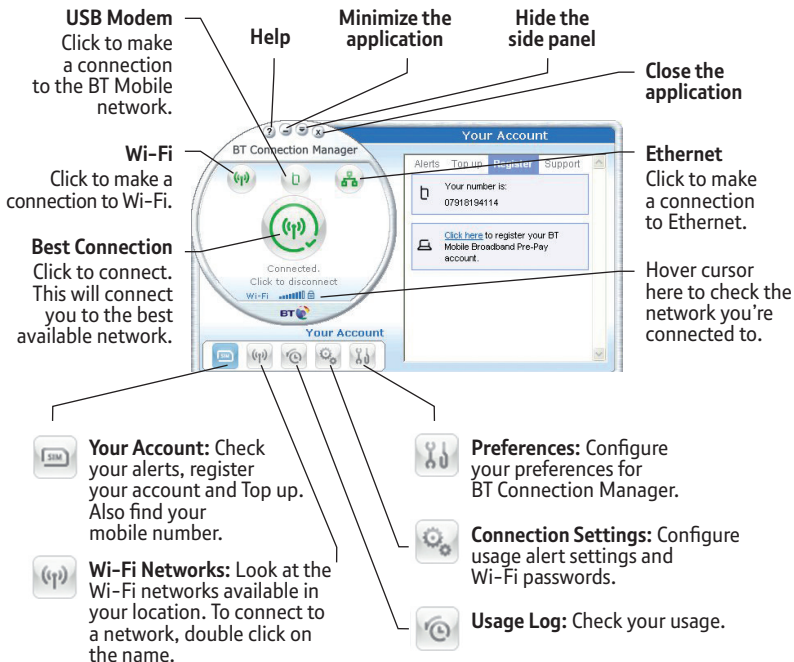 USB Modem
Click to make
a connection
to the BT Mobile
network.
Help
Minimize the
application
Hide the
side panel
Close the
application
Wi-Fi
Click to make a
connection to Wi-Fi.
Best Connection
Click to connect.
This will connect
you to the best
available network.
? – x
BT Connection Manager
Connected.
Click to disconnect
Wi-Fi
BT
Your Account
SIM
Your Account
Alerts Top up Register Support
Your number is:
07918194114
Click here to register your BT
Mobile Broadband Pre-Pay
account.
Ethernet
Click to make
a connection
to Ethernet.
Hover cursor
here to check the
network you're
connected to.
SIM
Your Account: Check
your alerts, register
your account and Top up.
Also find your
mobile number.
Wi-Fi Networks: Look at the
Wi-Fi networks available in
your location. To connect to
a network, double click on
the name.
Preferences: Configure
your preferences for
BT Connection Manager.
Connection Settings: Configure
usage alert settings and
Wi-Fi passwords.
Usage Log: Check your usage.